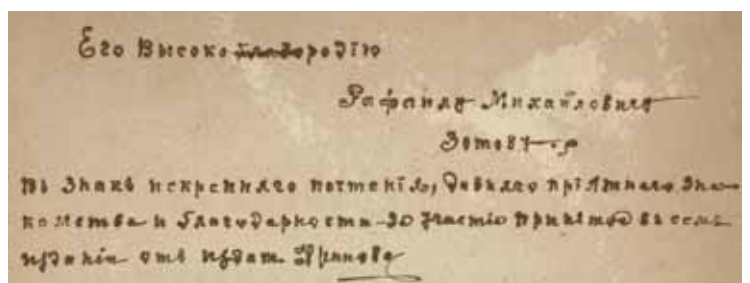 Его Высокоблагородію
Рафаилу Михайловичу
Зотову
въ знакъ искренняго почтенія, давняго пріятнаго зна-
комства и благодарности за участіе принятое въ семъ
изданіи отъ издат.